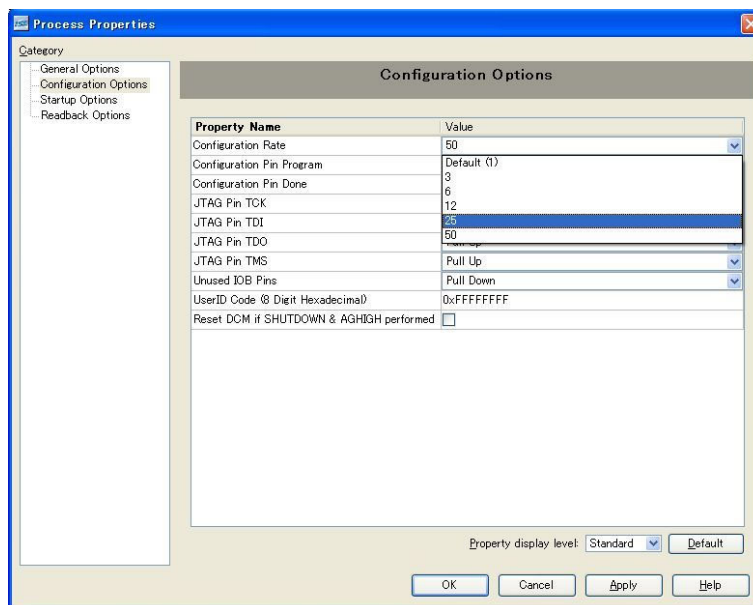 Process Properties
Category
General Options
Configuration Options
Startup Options
Readback Options
Configuration Options
Property Name Value
Configuration Rate 50
Configuration Pin Program
Configuration Pin Done
JTAG Pin TCK
JTAG Pin TDI
JTAG Pin TDO
Default (1)
3
6
12
25
50
JTAG Pin TMS Pull Up
Unused IOB Pins Pull Down
UserID Code (8 Digit Hexadecimal) 0xFFFFFFFF
Reset DCM if SHUTDOWN & AGHIGH performed
Property display level: Standard Default
OK Cancel Apply Help